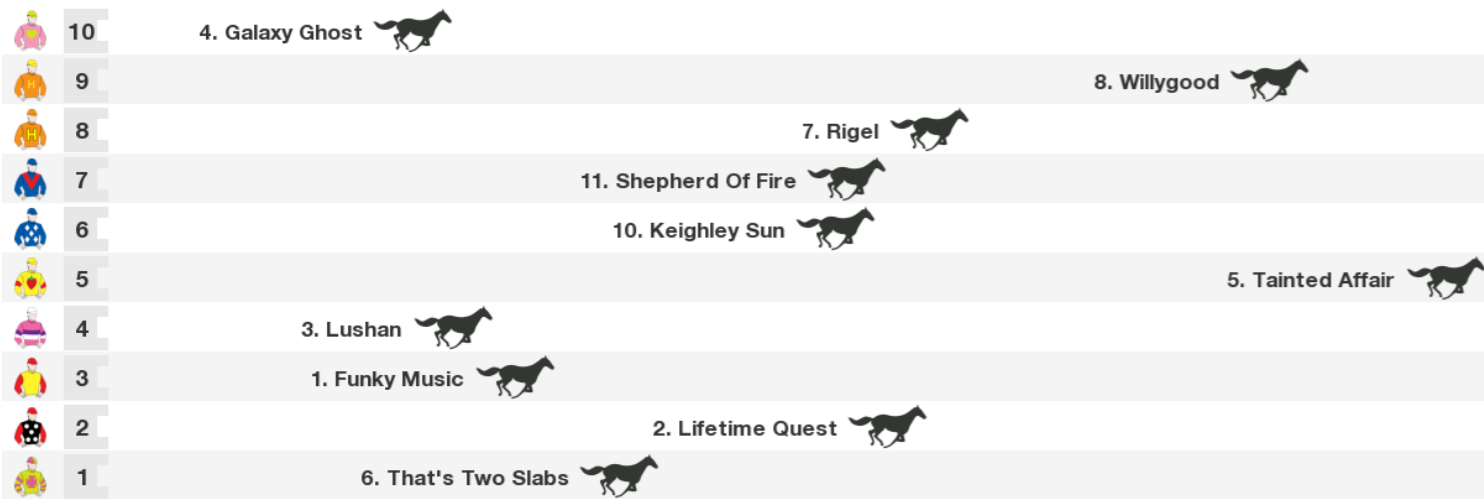 10 4. Galaxy Ghost
H 9 8. Willygood
H 8 7. Rigel
7 11. Shepherd Of Fire
6 10. Keighley Sun
5 5. Tainted Affair
4 3. Lushan
3 1. Funky Music
2 2. Lifetime Quest
1 6. That's Two Slabs